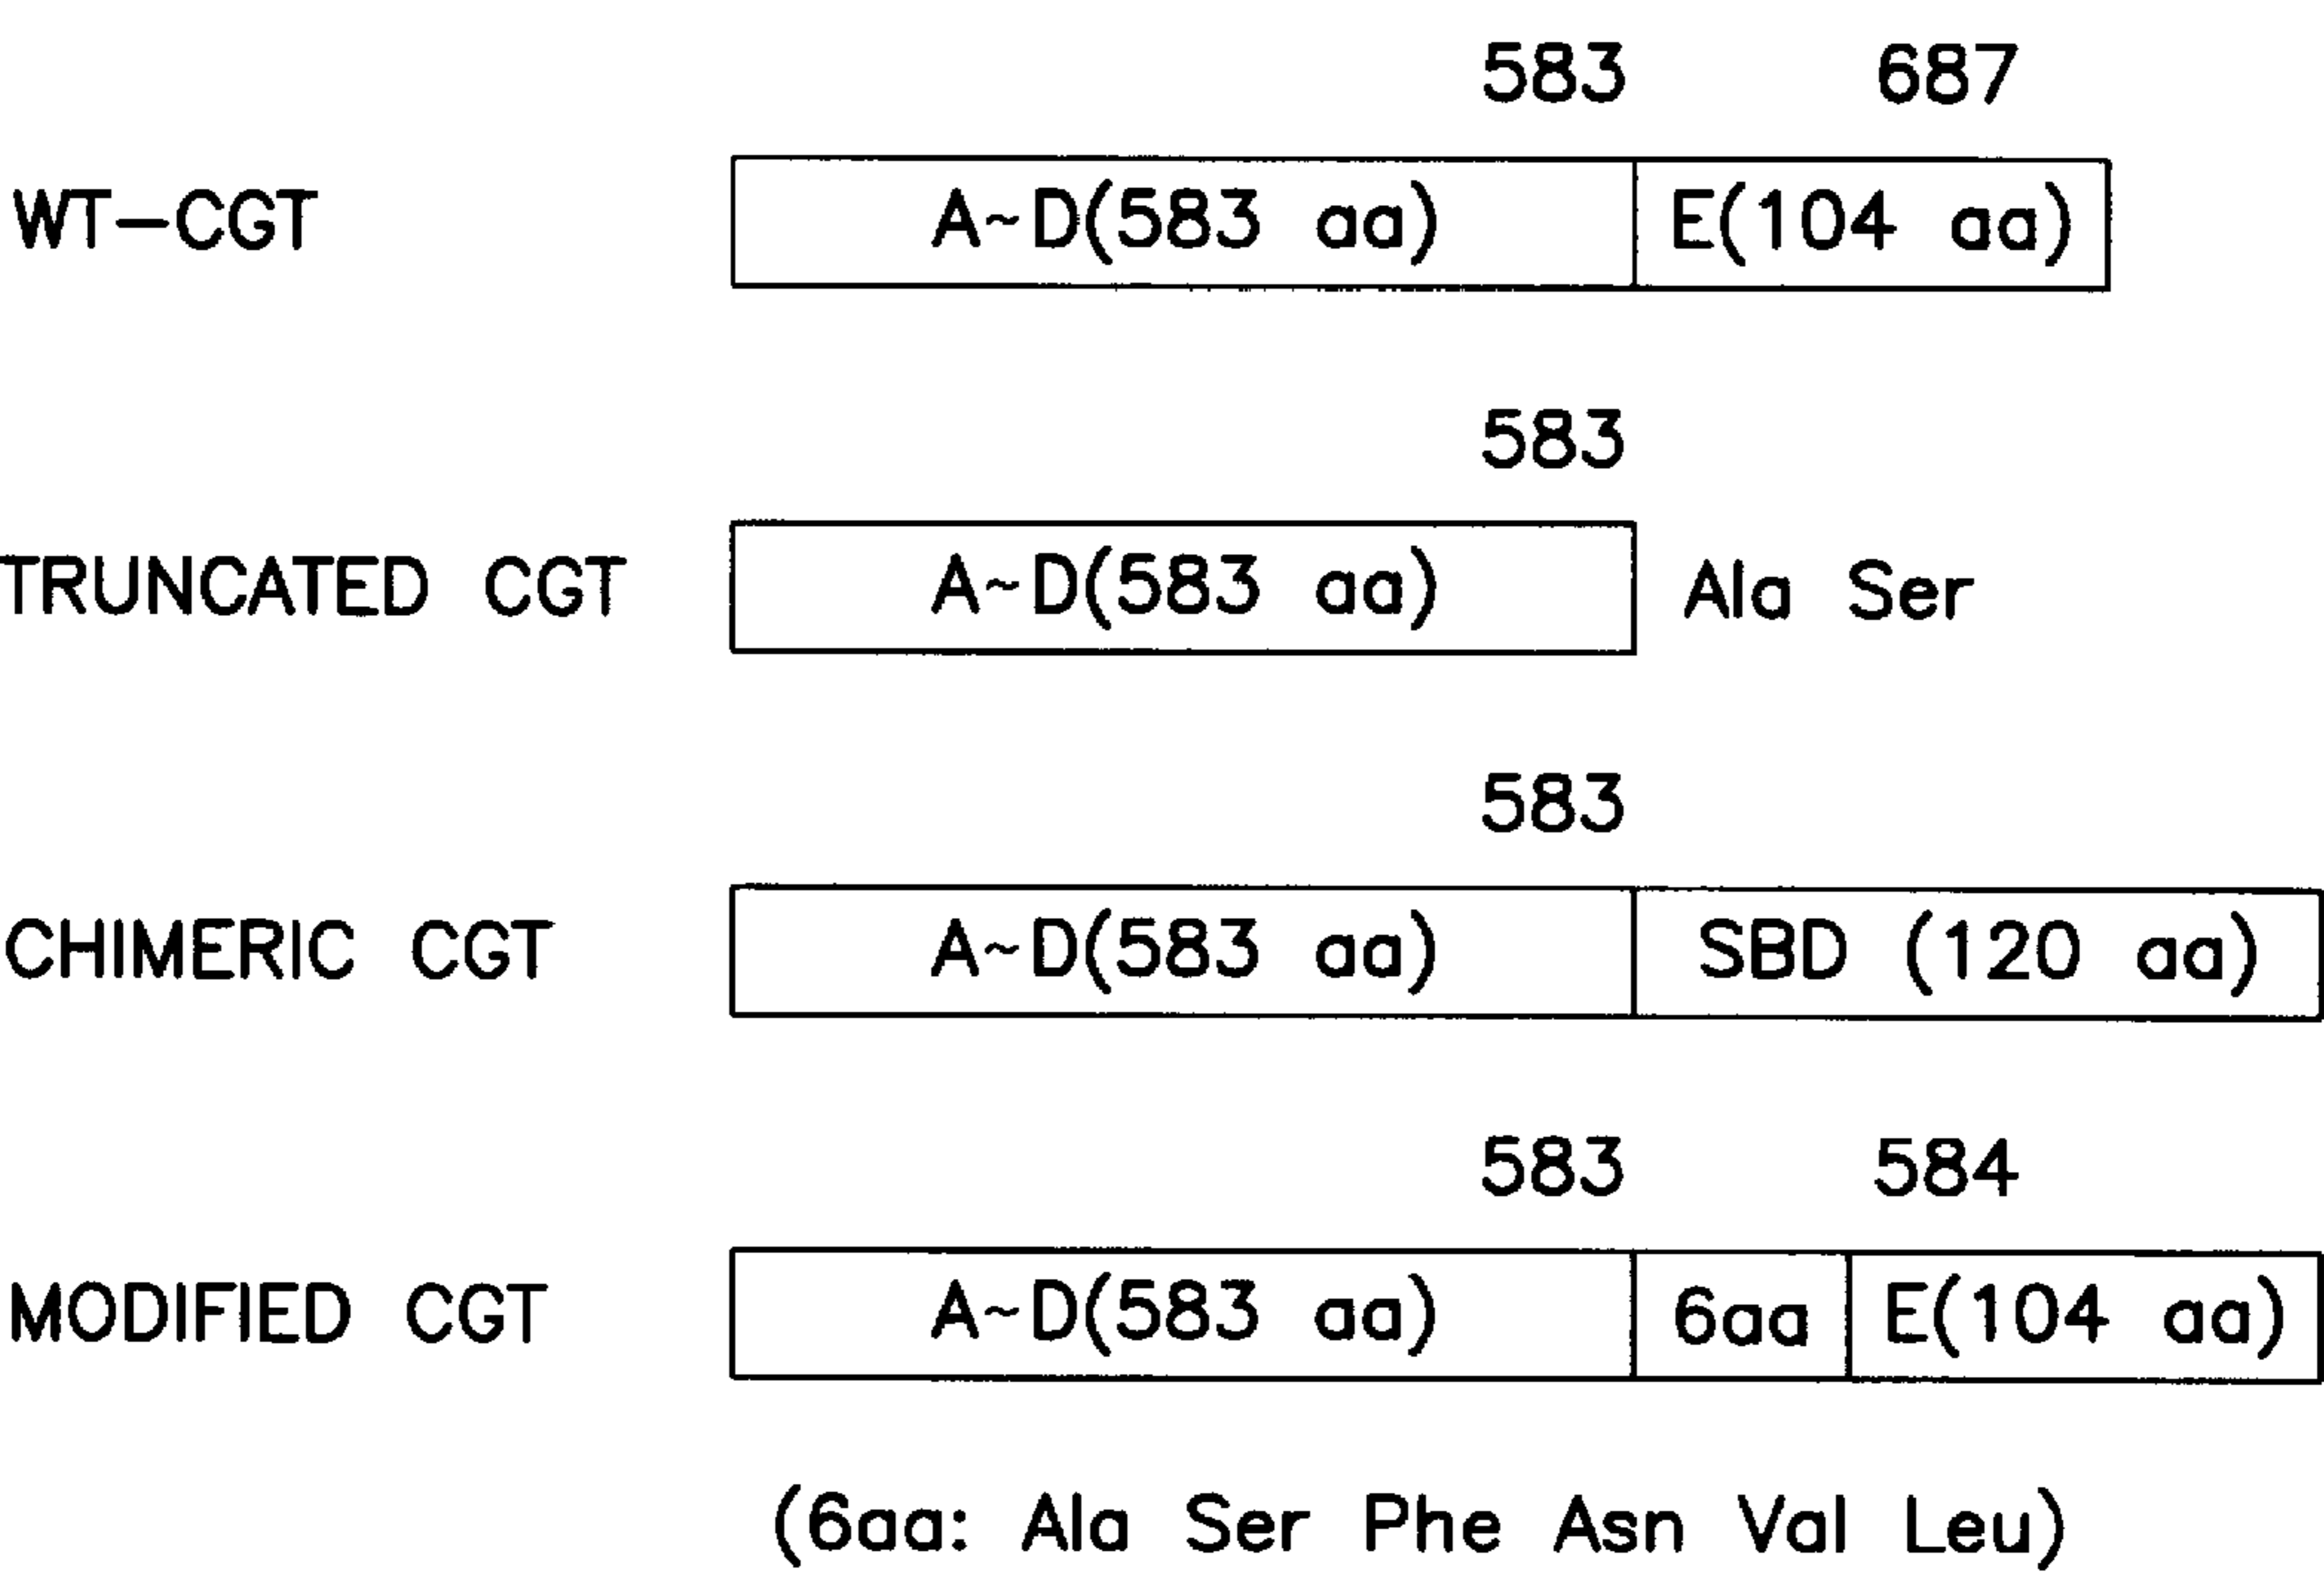 583 687
WT-CGT A~D(583 aa) E(104 aa)
583
TRUNCATED CGT A~D(583 aa) Ala Ser
583
CHIMERIC CGT A~D(583 aa) SBD (120 aa)
583 584
MODIFIED CGT A~D(583 aa) 6aa E(104 aa)
(6aa: Ala Ser Phe Asn Val Leu)